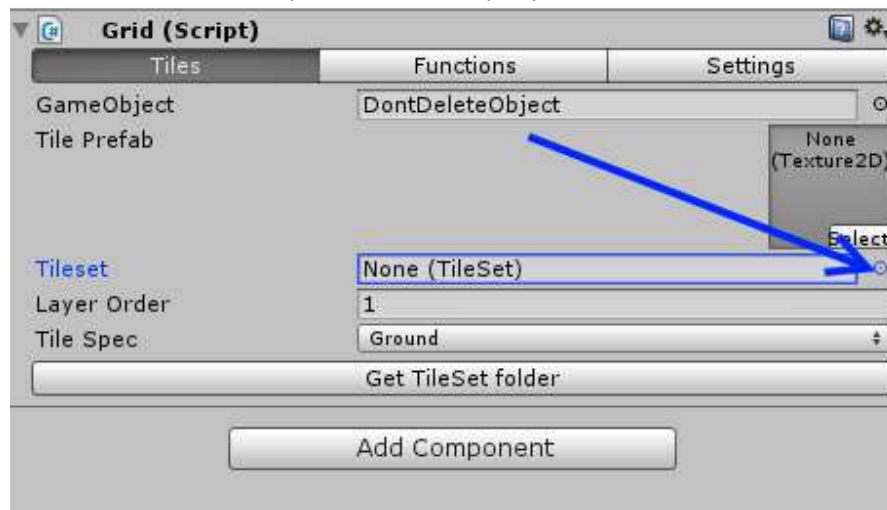 Grid (Script)
Tiles Functions Settings
GameObject DontDeleteObject
Tile Prefab None
(Texture2D)
Select
Tileset None (TileSet)
Layer Order 1
Tile Spec Ground
Get TileSet folder
Add Component